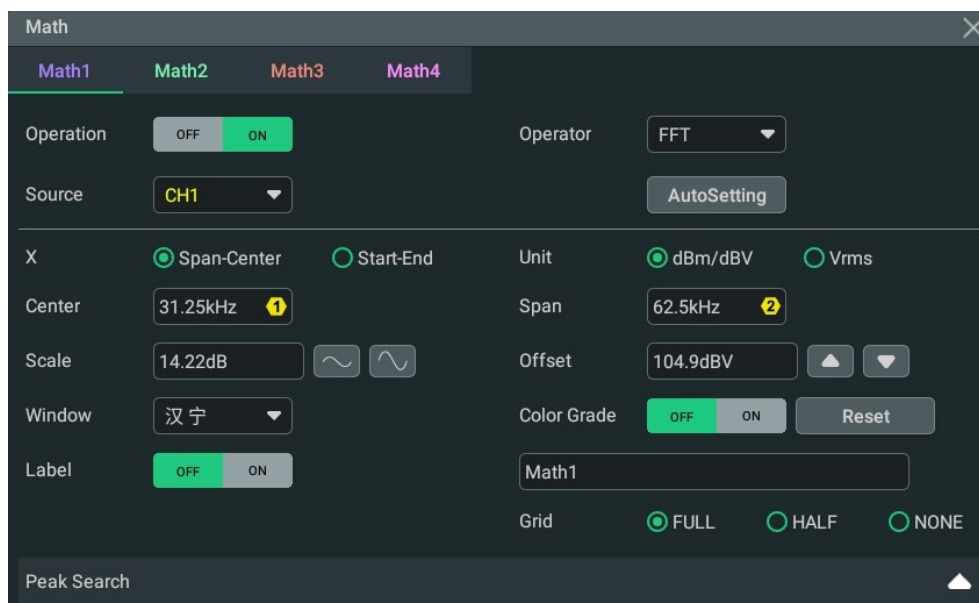 Math
Math1 Math2 Math3 Math4
Operation OFF ON Operator FFT
Source CH1 AutoSetting
X Span-Center Start-End Unit dBm/dBV Vrms
Center 31.25kHz 1 Span 62.5kHz 2
Scale 14.22dB Offset 104.9dBV
Window 汉宁 Color Grade OFF ON Reset
Label OFF ON Math1
Grid FULL HALF NONE
Peak Search